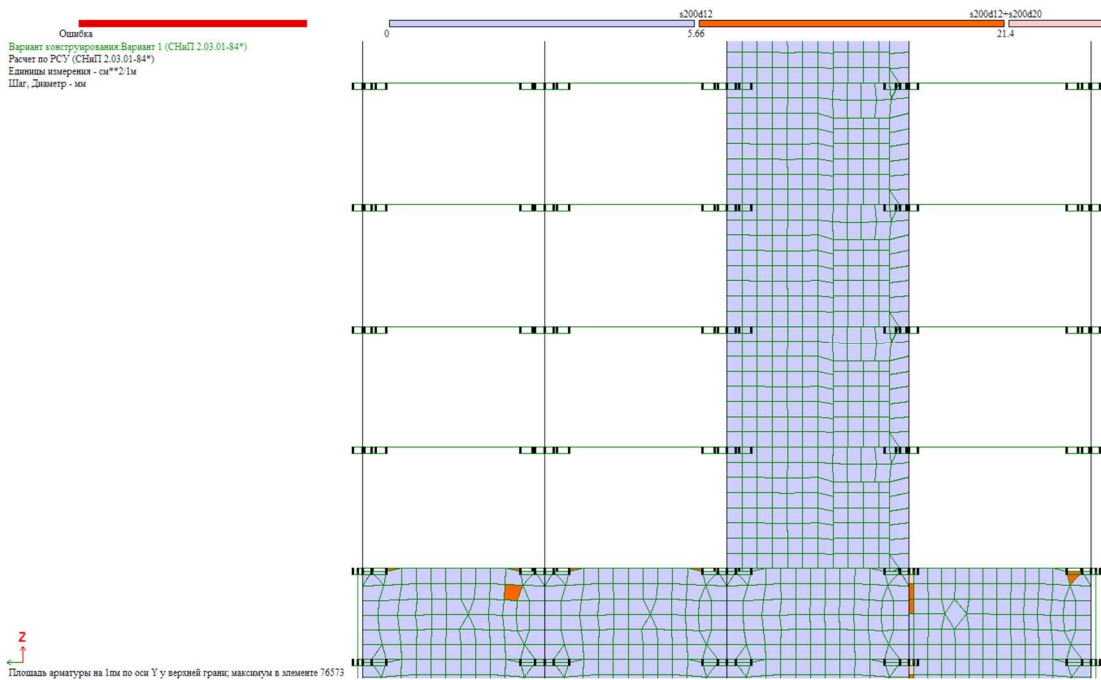 s200d12
s200d12+s200d20
Ошибка
0
5.66
21.4
Вариант конструирования:Вариант 1 (СНиП 2.03.01-84*)
Расчет по РСУ (СНиП 2.03.01-84*)
Единицы измерения - см**2/1м
Шаг, Диаметр - мм
Z
Площадь арматуры на 1пм по оси Y у верхней грани; максимум в элементе 76573